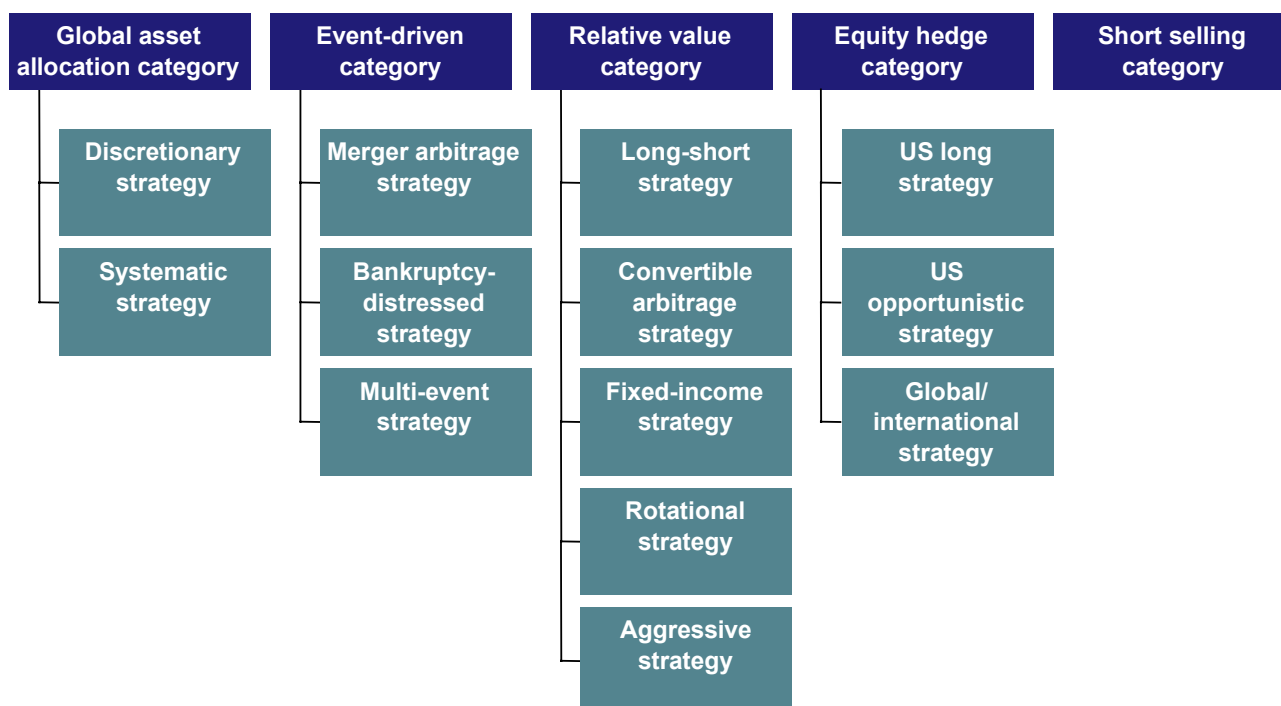 Global asset
allocation category
Event-driven
category
Relative value
category
Equity hedge
category
Short selling
category
Discretionary
strategy
Systematic
strategy
Merger arbitrage
strategy
Bankruptcy-
distressed
strategy
Multi-event
strategy
Long-short
strategy
Convertible
arbitrage
strategy
Fixed-income
strategy
Rotational
strategy
Aggressive
strategy
US long
strategy
US
opportunistic
strategy
Global/
international
strategy